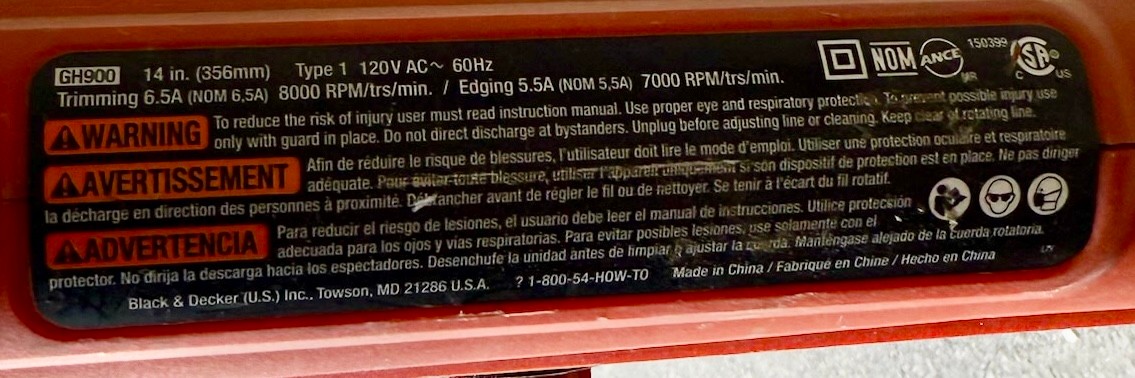 GH900 14 in. (356mm) Type 1 120V AC~ 60Hz
Trimming 6.5A (NOM 6,5A) 8000 RPM/trs/min. / Edging 5.5A (NOM 5,5A) 7000 RPM/trs/min.
NOM ANCE 150399 SA C US
WARNING To reduce the risk of injury user must read instruction manual. Use proper eye and respiratory protection. To prevent possible injury use
only with guard in place. Do not direct discharge at bystanders. Unplug before adjusting line or cleaning. Keep clear of rotating line.
AVERTISSEMENT Afin de réduire le risque de blessures, l'utilisateur doit lire le mode d'emploi. Utiliser une protection oculaire et respiratoire
adéquate. Pour éviter toute blessure, utiliser l'appareil uniquement si son dispositif de protection est en place. Ne pas diriger
la décharge en direction des personnes à proximité. Débrancher avant de régler le fil ou de nettoyer. Se tenir à l'écart du fil rotatif.
ADVERTENCIA Para reducir el riesgo de lesiones, el usuario debe leer el manual de instrucciones. Utilice protección
adecuada para los ojos y vías respiratorias. Para evitar posibles lesiones, use solamente con el
protector. No dirija la descarga hacia los espectadores. Desenchufe la unidad antes de limpiar o ajustar la cuerda. Manténgase alejado de la cuerda rotatoria.
Black & Decker (U.S.) Inc., Towson, MD 21286 U.S.A. ? 1-800-54-HOW-TO Made in China / Fabriqué en Chine / Hecho en China